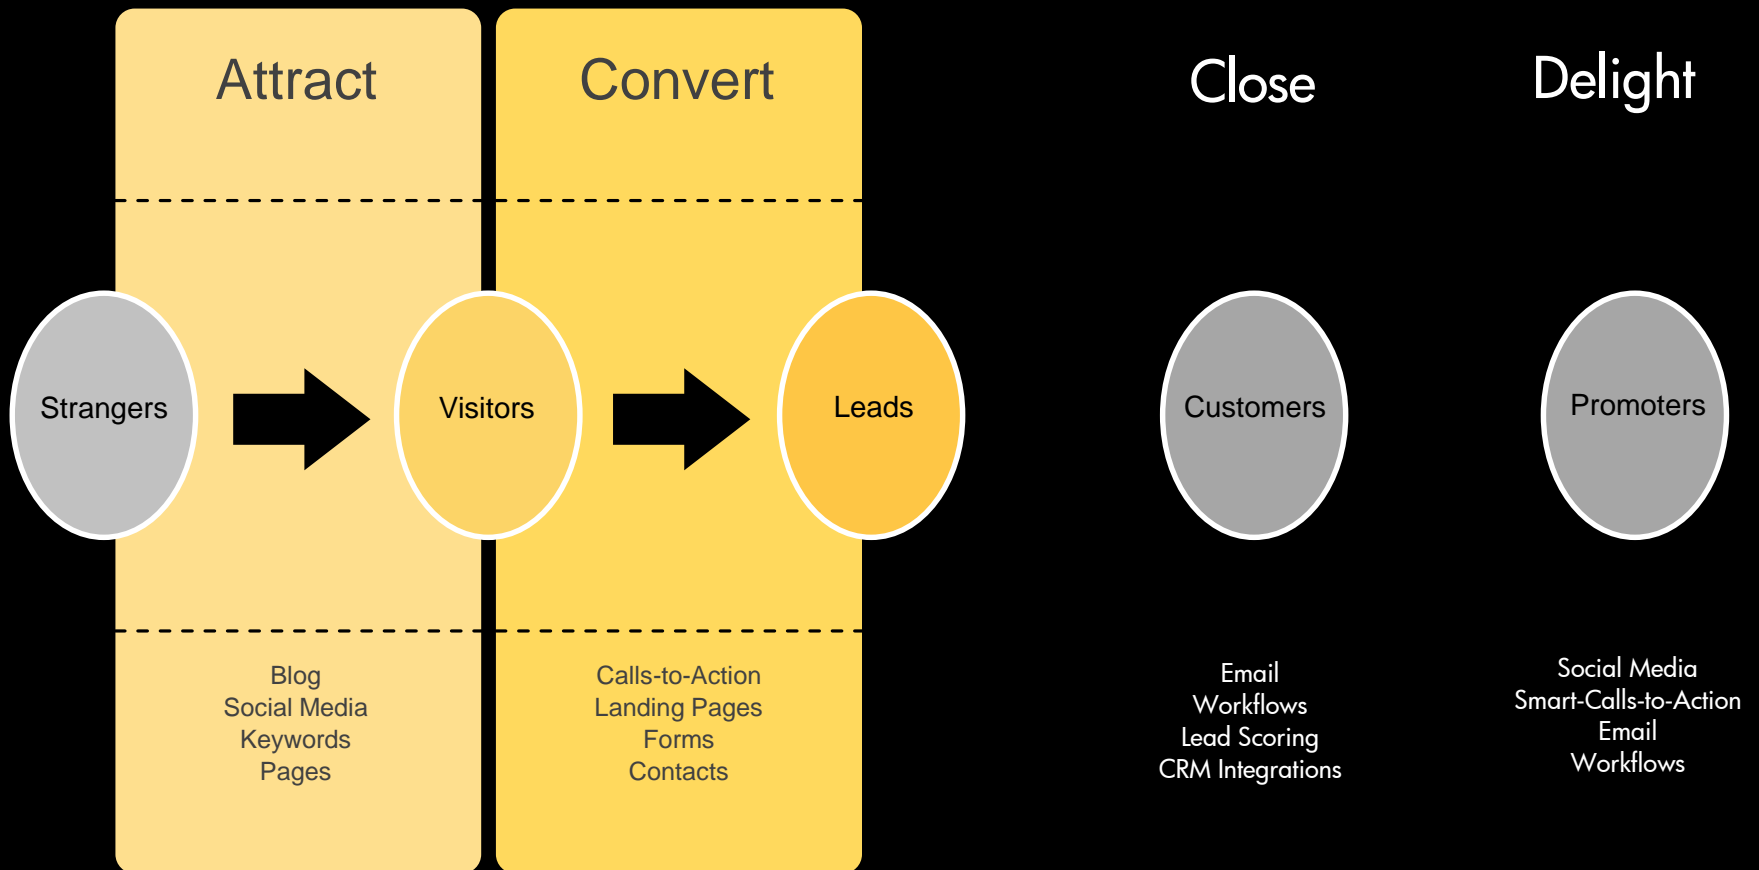 Attract
Convert
Close
Delight
Strangers
Visitors
Leads
Customers
Promoters
Blog
Social Media
Keywords
Pages
Calls-to-Action
Landing Pages
Forms
Contacts
Email
Workflows
Lead Scoring
CRM Integrations
Social Media
Smart-Calls-to-Action
Email
Workflows